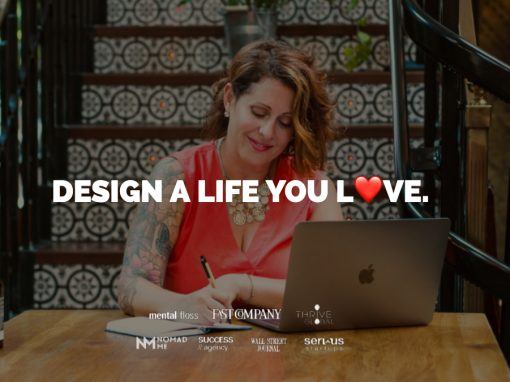 DESIGN A LIFE YOU L❤️VE.
mental floss FAST COMPANY THRIVE GLOBAL
NOMAD
ME
SUCCESS
agency
WALL STREET
JOURNAL
serious
startups